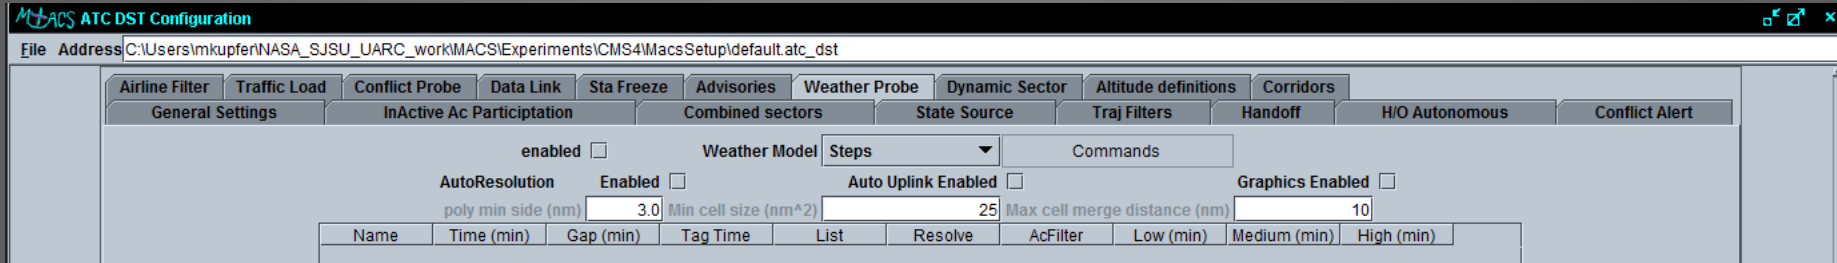 MACS ATC DST Configuration
File Address C:\Users\mkupfer\NASA_SJSU_UARC_work\MACS\Experiments\CMS4\MacsSetup\default.atc_dst
Airline Filter Traffic Load Conflict Probe Data Link Sta Freeze Advisories Weather Probe Dynamic Sector Altitude definitions Corridors
General Settings InActive Ac Participtation Combined sectors State Source Traj Filters Handoff H/O Autonomous Conflict Alert
enabled Weather Model Steps Commands
AutoResolution Enabled Auto Uplink Enabled Graphics Enabled
poly min side (nm) 3.0 Min cell size (nm^2) 25 Max cell merge distance (nm) 10
Name Time (min) Gap (min) Tag Time List Resolve AcFilter Low (min) Medium (min) High (min)